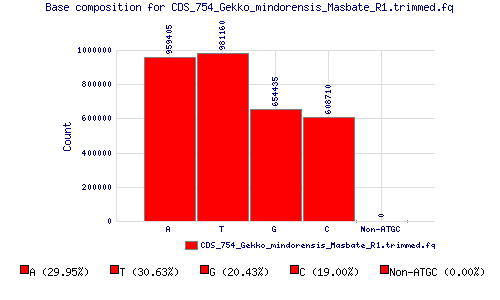 Base composition for CDS_754_Gekko_mindorensis_Masbate_R1.trimmed.fq
1000000
800000
600000
400000
200000
0
Count
959405
981160
654435
608710
0
A T G C Non-ATGC
CDS_754_Gekko_mindorensis_Masbate_R1.trimmed.fq
A (29.95%) T (30.63%) G (20.43%) C (19.00%) Non-ATGC (0.00%)